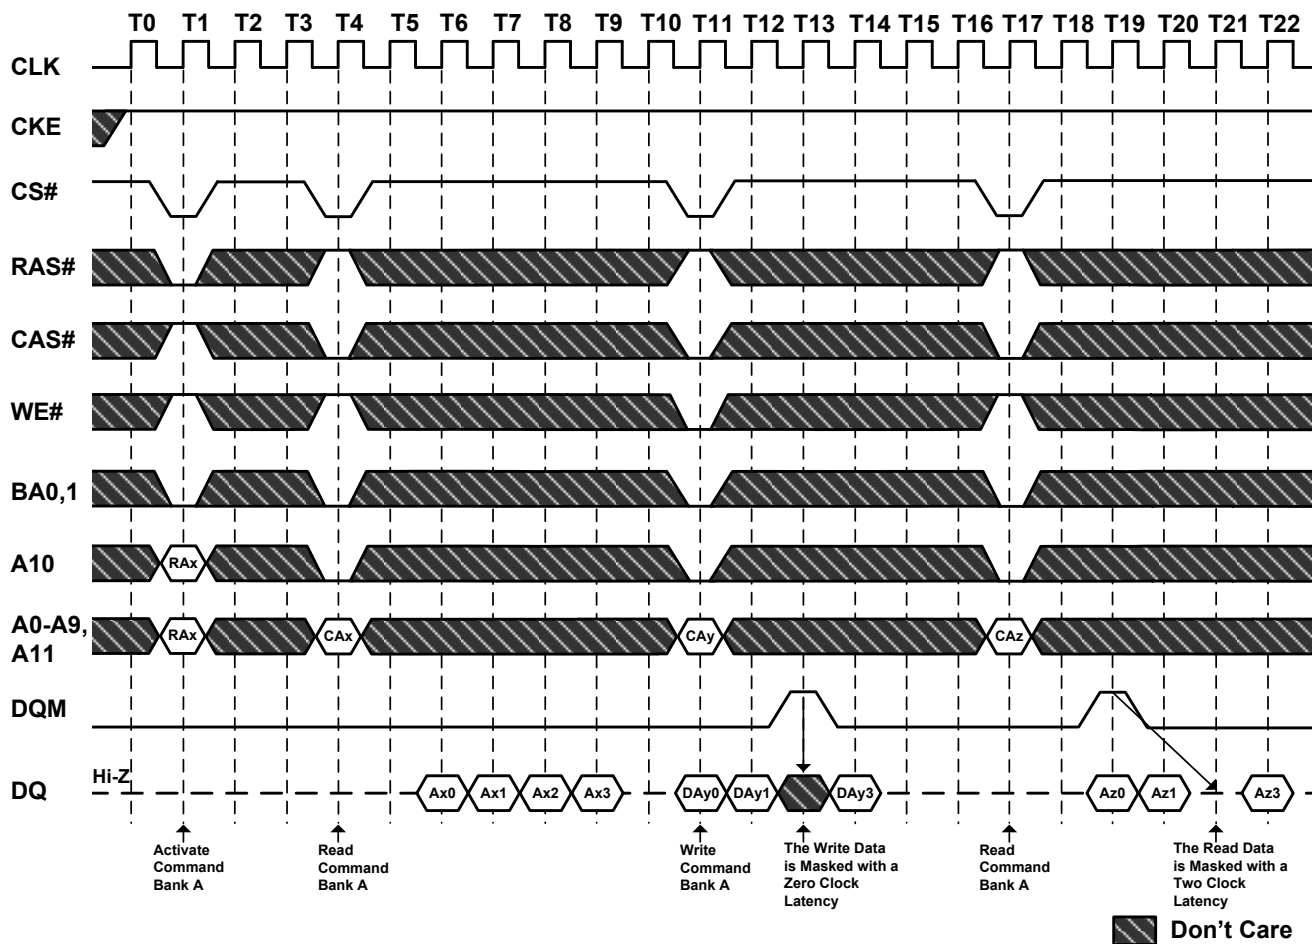 T0 T1 T2 T3 T4 T5 T6 T7 T8 T9 T10 T11 T12 T13 T14 T15 T16 T17 T18 T19 T20 T21 T22
CLK
CKE
CS#
RAS#
CAS#
WE#
BA0,1
A10
RAx
A0-A9,
A11
RAx CAx CAy CAz
DQM
Hi-Z
DQ
Ax0 Ax1 Ax2 Ax3 DAy0 DAy1 DAy3 Az0 Az1 Az3
Activate
Command
Bank A
Read
Command
Bank A
Write
Command
Bank A
The Write Data
is Masked with a
Zero Clock
Latency
Read
Command
Bank A
The Read Data
is Masked with a
Two Clock
Latency
Don't Care